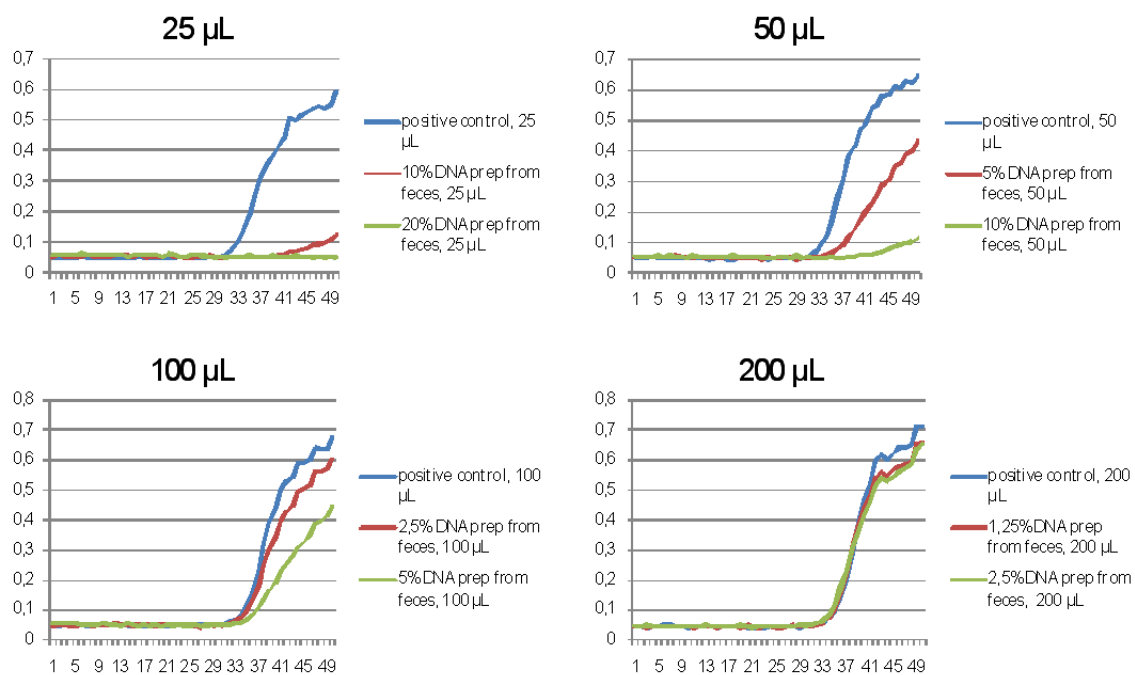 25 µL
0,7
0,6
0,5
0,4
0,3
0,2
0,1
0
1 5 9 13 17 21 25 29 33 37 41 45 49
positive control, 25
µL
10% DNA prep from
feces, 25 µL
20% DNA prep from
feces, 25 µL
50 µL
0,7
0,6
0,5
0,4
0,3
0,2
0,1
0
1 5 9 13 17 21 25 29 33 37 41 45 49
positive control, 50
µL
5% DNA prep from
feces, 50 µL
10% DNA prep from
feces, 50 µL
100 µL
0,8
0,7
0,6
0,5
0,4
0,3
0,2
0,1
0
1 5 9 13 17 21 25 29 33 37 41 45 49
positive control, 100
µL
2,5% DNA prep from
feces, 100 µL
5% DNA prep from
feces, 100 µL
200 µL
0,8
0,7
0,6
0,5
0,4
0,3
0,2
0,1
0
1 5 9 13 17 21 25 29 33 37 41 45 49
positive control, 200
µL
1,25% DNA prep
from feces, 200 µL
2,5% DNA prep from
feces, 200 µL